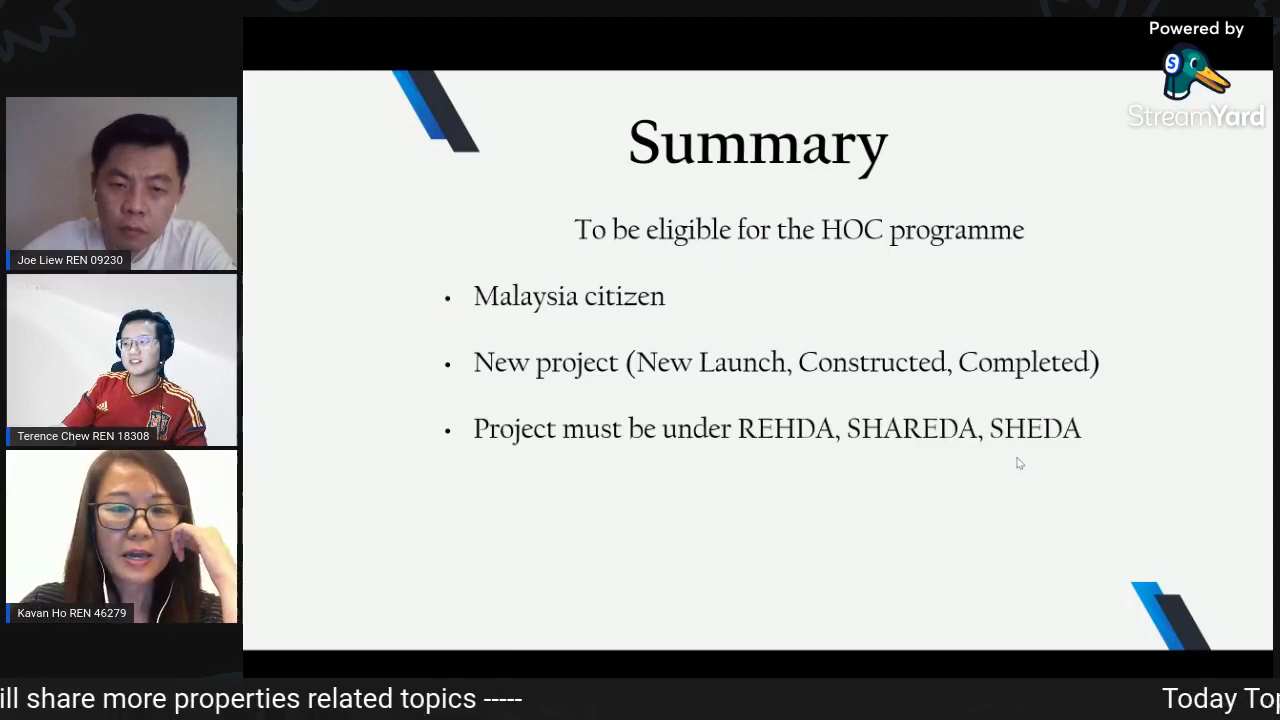 Powered by
StreamYard
Summary
To be eligible for the HOC programme
• Malaysia citizen
• New project (New Launch, Constructed, Completed)
• Project must be under REHDA, SHAREDA, SHEDA
Joe Liew REN 09230
Terence Chew REN 18308
Kavan Ho REN 46279
ill share more properties related topics ----- Today Top